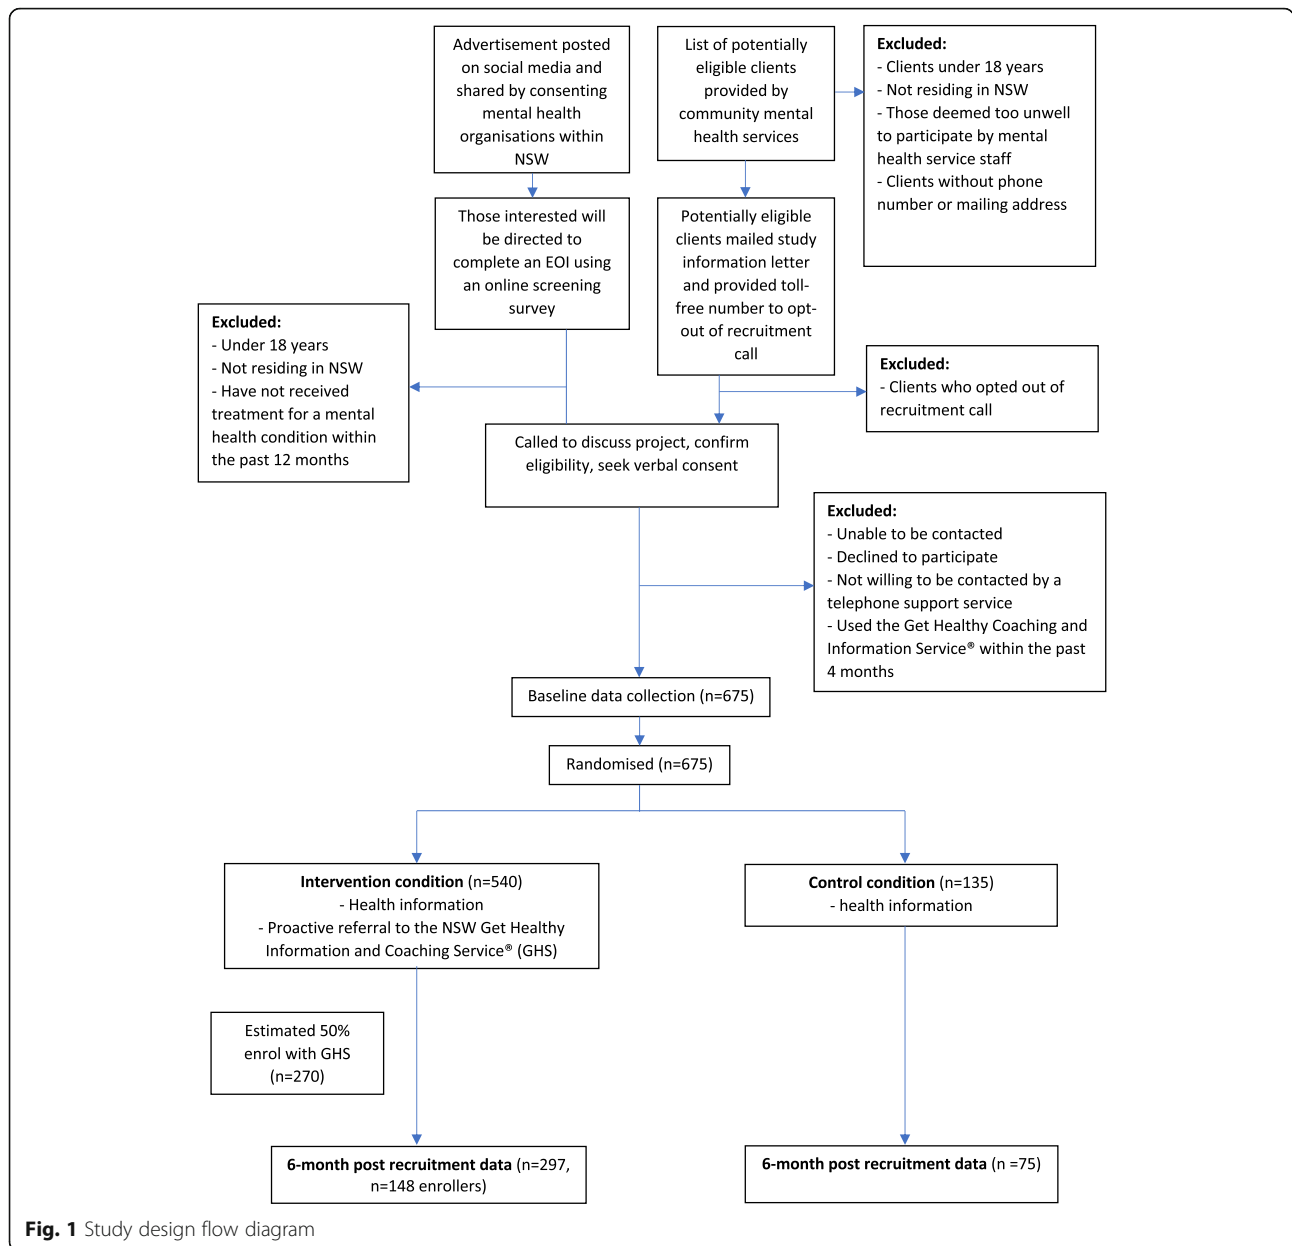 Advertisement posted
on social media and
shared by consenting
mental health
organisations within
NSW
List of potentially
eligible clients
provided by
community mental
health services
Excluded:
- Clients under 18 years
- Not residing in NSW
- Those deemed too unwell
to participate by mental
health service staff
- Clients without phone
number or mailing address
Those interested will
be directed to
complete an EOI using
an online screening
survey
Potentially eligible
clients mailed study
information letter
and provided toll-
free number to opt-
out of recruitment
call
Excluded:
- Under 18 years
- Not residing in NSW
- Have not received
treatment for a mental
health condition within
the past 12 months
Excluded:
- Clients who opted out of
recruitment call
Called to discuss project, confirm
eligibility, seek verbal consent
Excluded:
- Unable to be contacted
- Declined to participate
- Not willing to be contacted by a
telephone support service
- Used the Get Healthy Coaching and
Information Service® within the past
4 months
Baseline data collection (n=675)
Randomised (n=675)
Intervention condition (n=540)
- Health information
- Proactive referral to the NSW Get Healthy
Information and Coaching Service® (GHS)
Control condition (n=135)
- health information
Estimated 50%
enrol with GHS
(n=270)
6-month post recruitment data (n=297,
n=148 enrollers)
6-month post recruitment data (n =75)
Fig. 1 Study design flow diagram